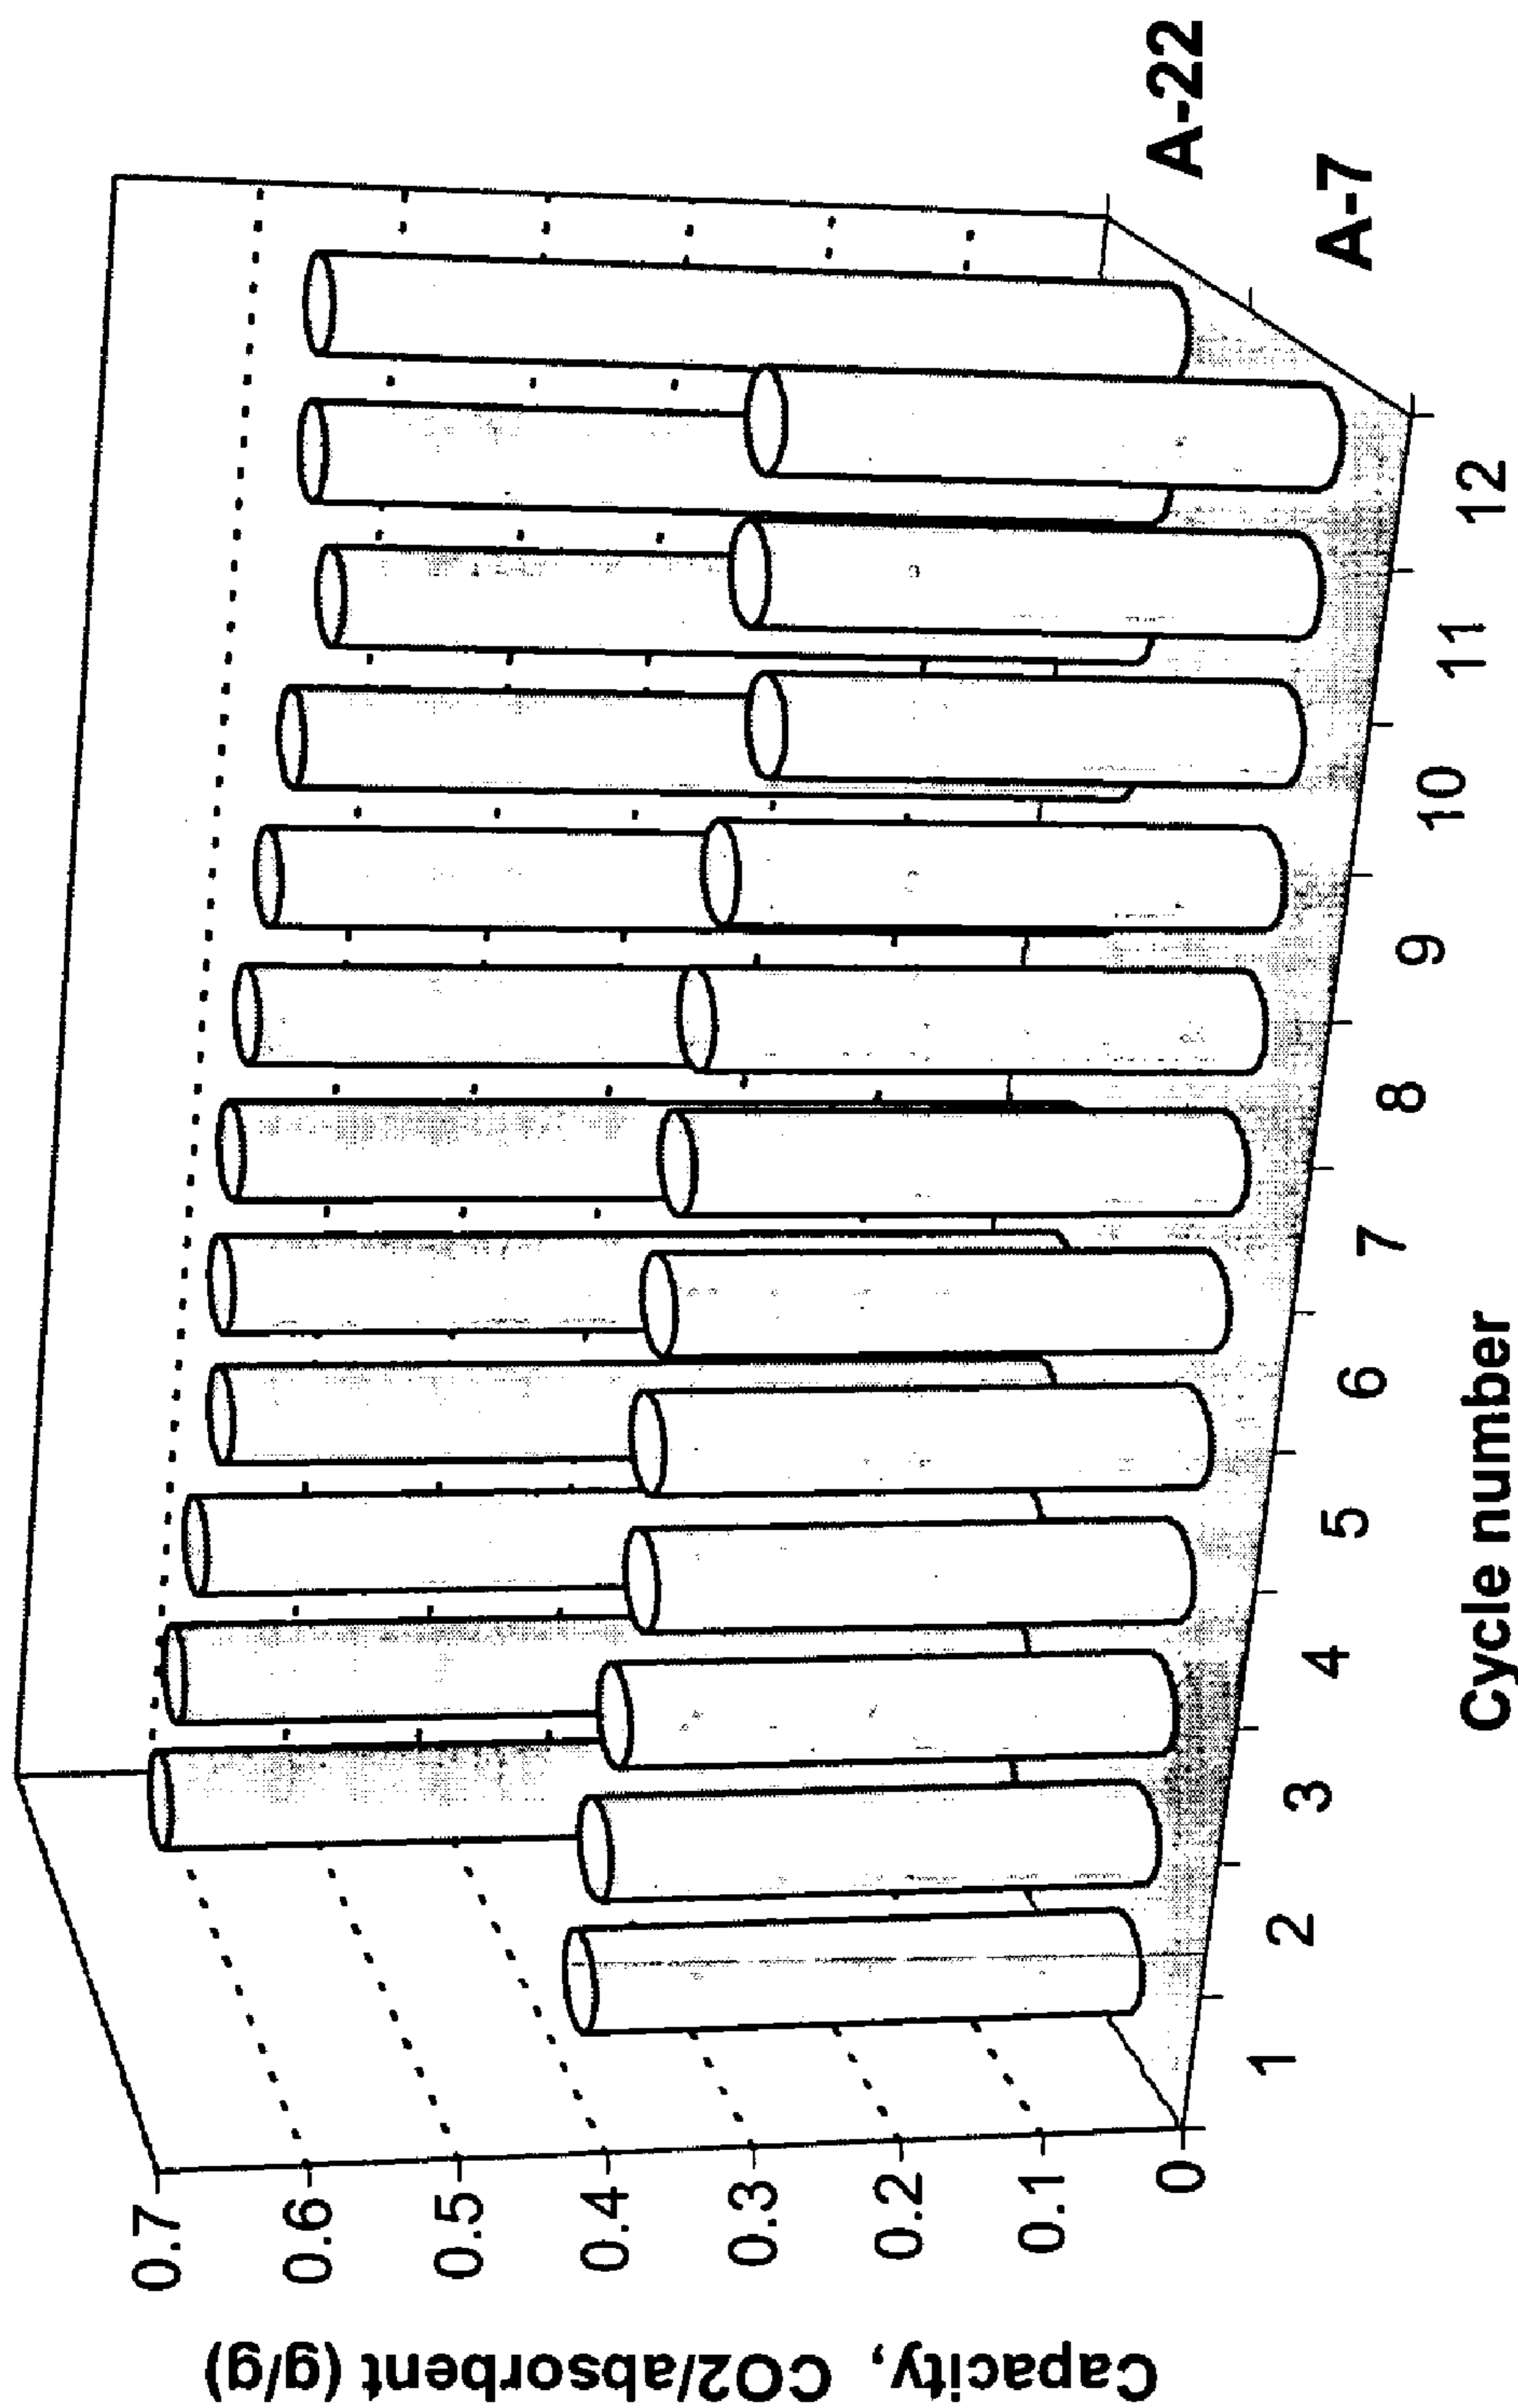 Capacity, CO2/absorbent (g/g)
0.7
0.6
0.5
0.4
0.3
0.2
0.1
0
1 2 3 4 5 6 7 8 9 10 11 12
Cycle number
A-7
A-22